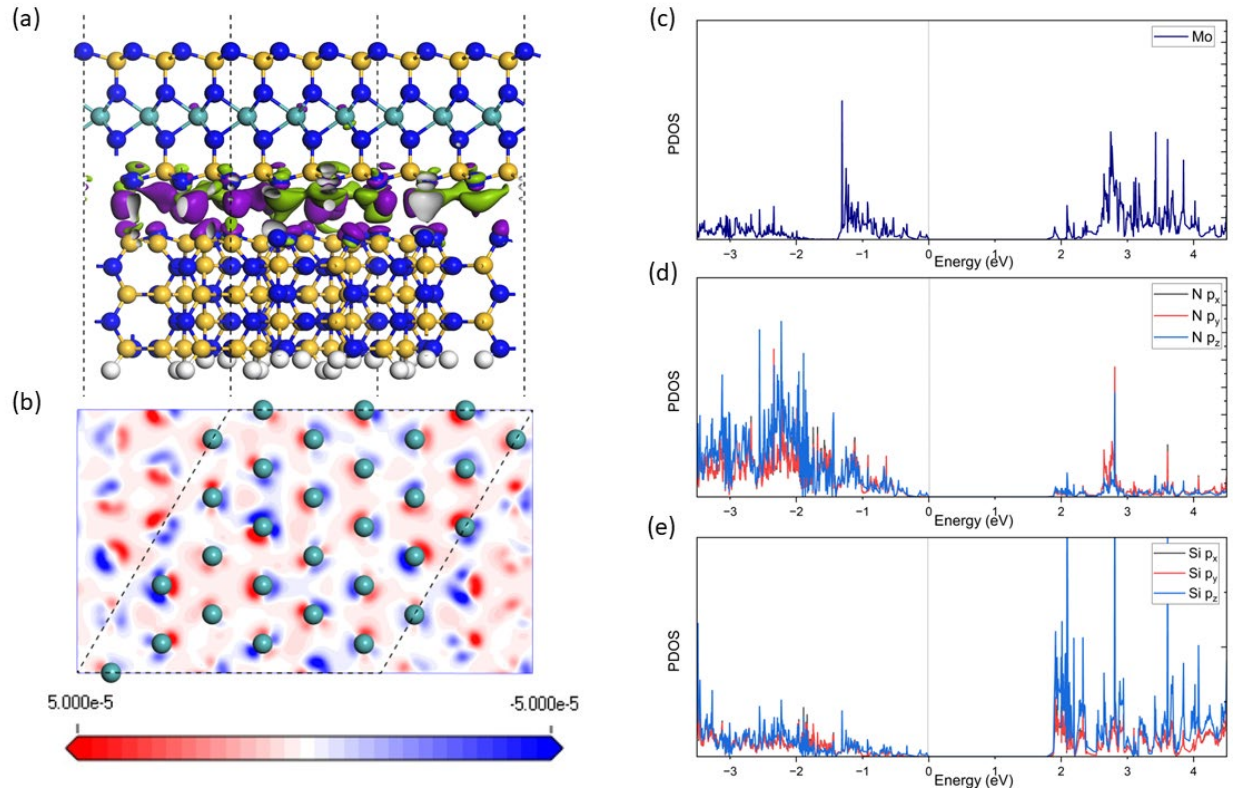 (a)
(b)
5.000e-5 -5.000e-5
(c)
Mo
PDOS
−3 −2 −1 0 1 2 3 4
Energy (eV)
(d)
N px
N py
N pz
PDOS
−3 −2 −1 0 1 2 3 4
Energy (eV)
(e)
Si px
Si py
Si pz
PDOS
−3 −2 −1 0 1 2 3 4
Energy (eV)